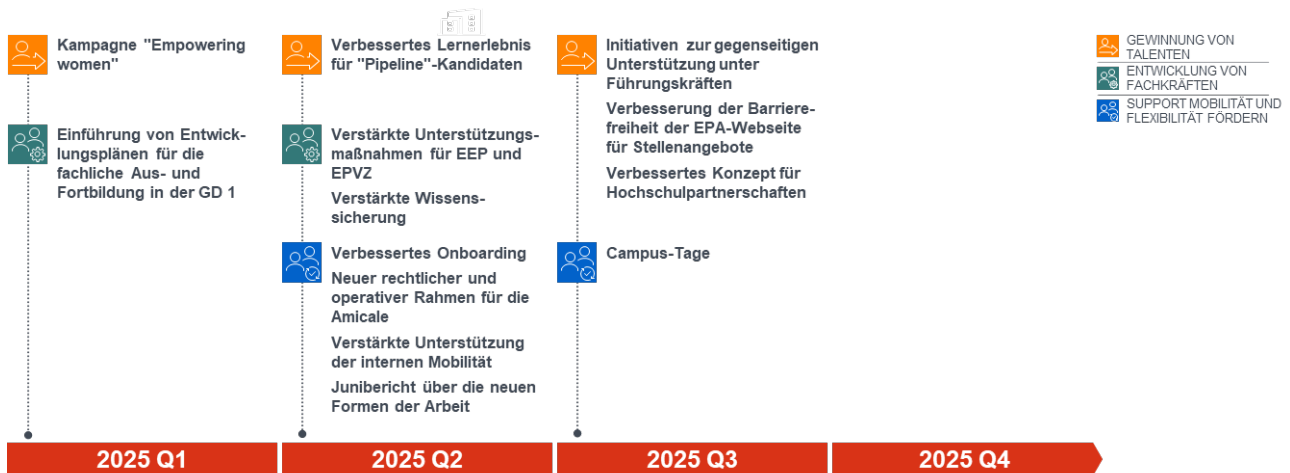 Kampagne "Empowering
women"
Einführung von Entwick-
lungsplänen für die
fachliche Aus- und
Fortbildung in der GD 1
Verbessertes Lernerlebnis
für "Pipeline"-Kandidaten
Verstärkte Unterstützungs-
maßnahmen für EEP und
EPVZ
Verstärkte Wissens-
sicherung
Verbessertes Onboarding
Neuer rechtlicher und
operativer Rahmen für die
Amicale
Verstärkte Unterstützung
der internen Mobilität
Junibericht über die neuen
Formen der Arbeit
Initiativen zur gegenseitigen
Unterstützung unter
Führungskräften
Verbesserung der Barriere-
freiheit der EPA-Webseite
für Stellenangebote
Verbessertes Konzept für
Hochschulpartnerschaften
Campus-Tage
GEWINNUNG VON
TALENTEN
ENTWICKLUNG VON
FACHKRÄFTEN
SUPPORT MOBILITÄT UND
FLEXIBILITÄT FÖRDERN
2025 Q1
2025 Q2
2025 Q3
2025 Q4